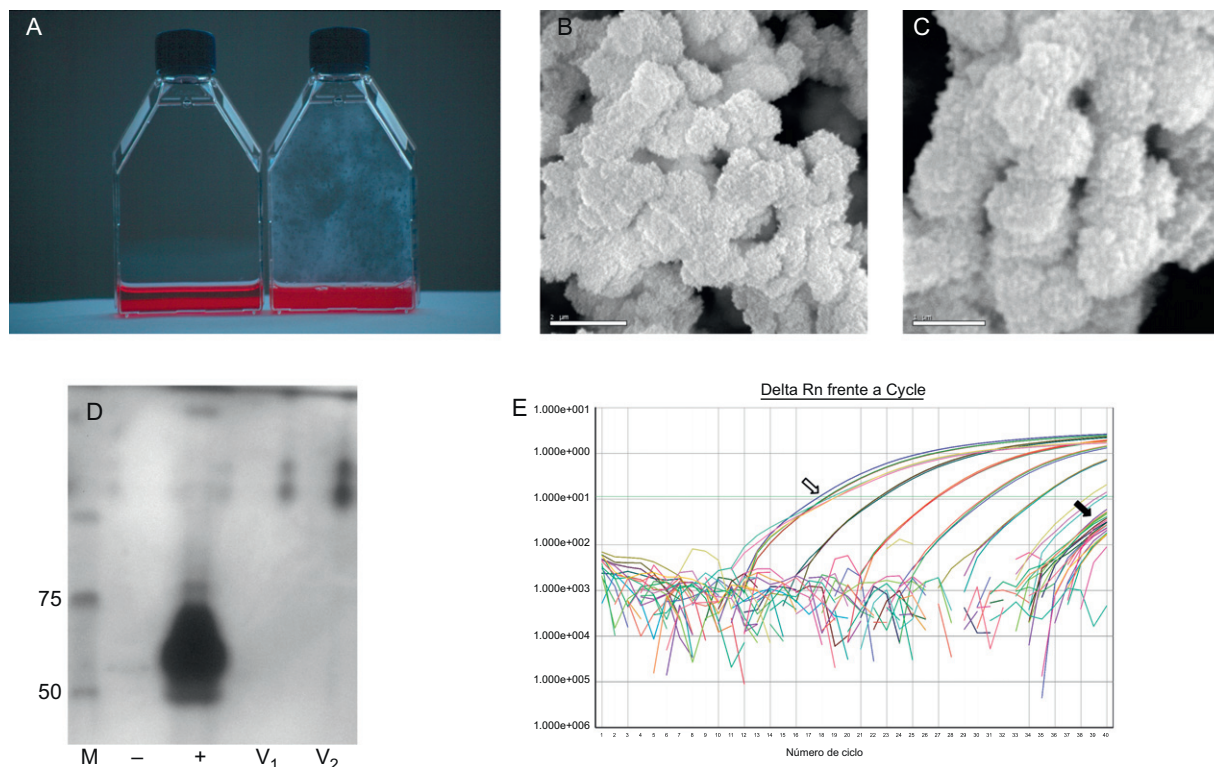 A
B
C
2 µm
D
75
50
M – + V1 V2
E
Delta Rn frente a Cycle
1.000e+001
1.000e+000
1.000e+001
1.000e+002
1.000e+003
1.000e+004
1.000e+005
1.000e+006
1 2 3 4 5 6 7 8 9 10 11 12 13 14 15 16 17 18 19 20 21 22 23 24 25 26 27 28 29 30 31 32 33 34 35 36 37 38 39 40
Número de ciclo